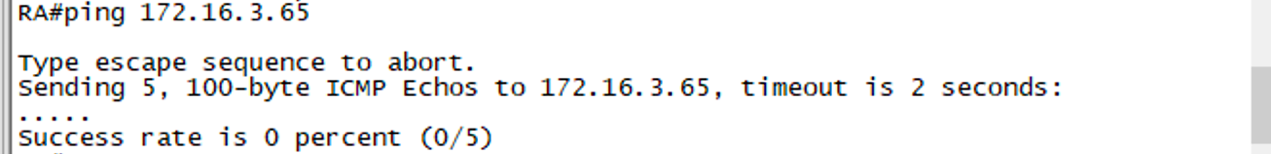 RA#ping 172.16.3.65
Type escape sequence to abort.
Sending 5, 100-byte ICMP Echos to 172.16.3.65, timeout is 2 seconds:
.....
Success rate is 0 percent (0/5)